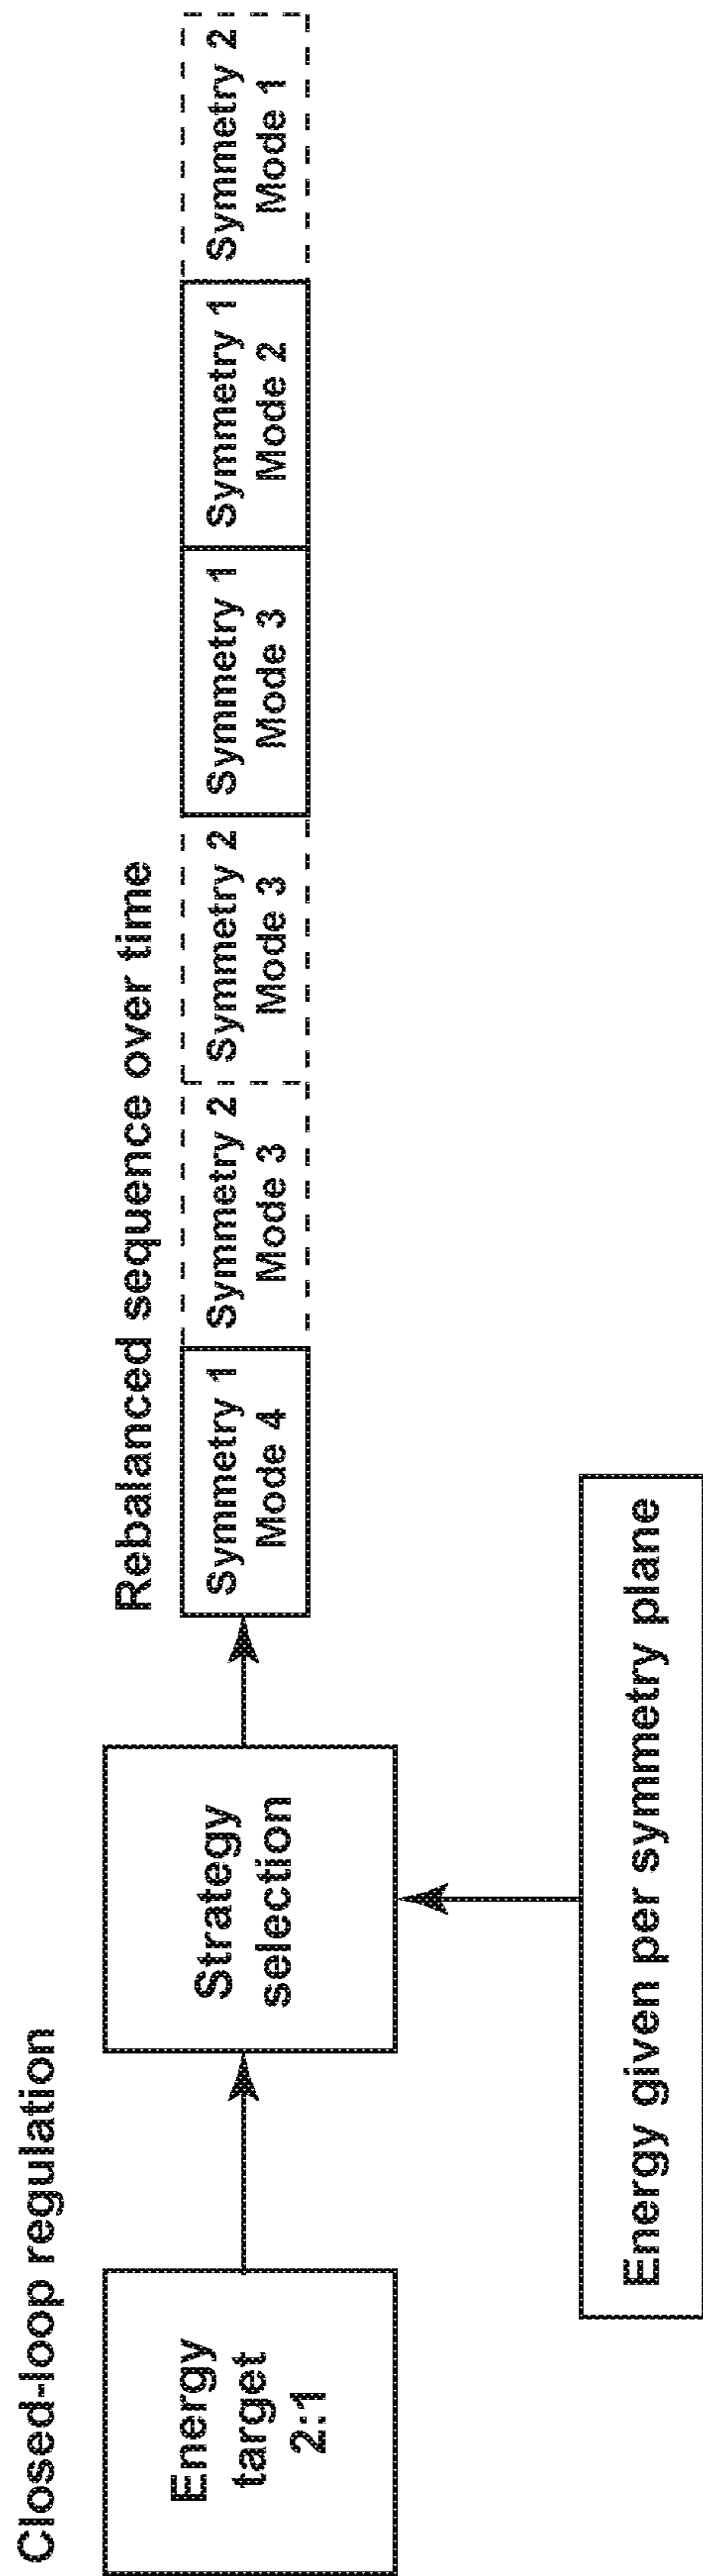 Closed-loop regulation
Energy
target
2:1
Strategy
selection
Energy given per symmetry plane
Rebalanced sequence over time
Symmetry 1
Mode 4
Symmetry 2
Mode 3
Symmetry 2
Mode 3
Symmetry 1
Mode 3
Symmetry 1
Mode 2
Symmetry 2
Mode 1